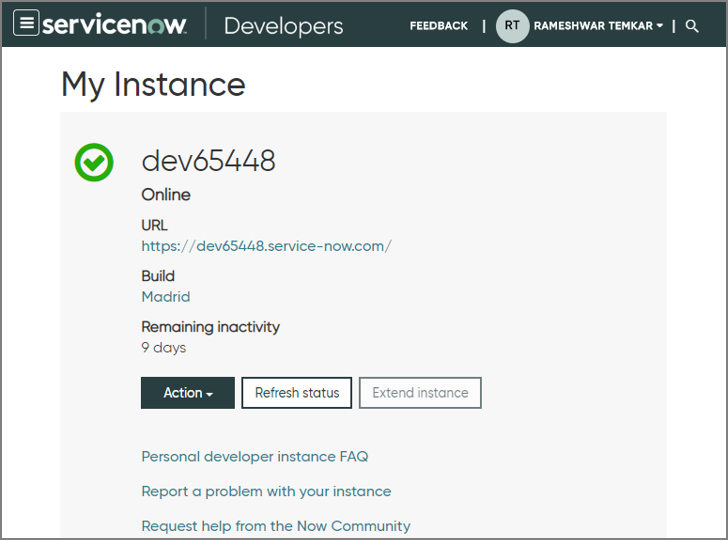 servicenow Developers FEEDBACK | RT RAMESHWAR TEMKAR |
My Instance
dev65448
Online
URL
https://dev65448.service-now.com/
Build
Madrid
Remaining inactivity
9 days
Action Refresh status Extend instance
Personal developer instance FAQ
Report a problem with your instance
Request help from the Now Community